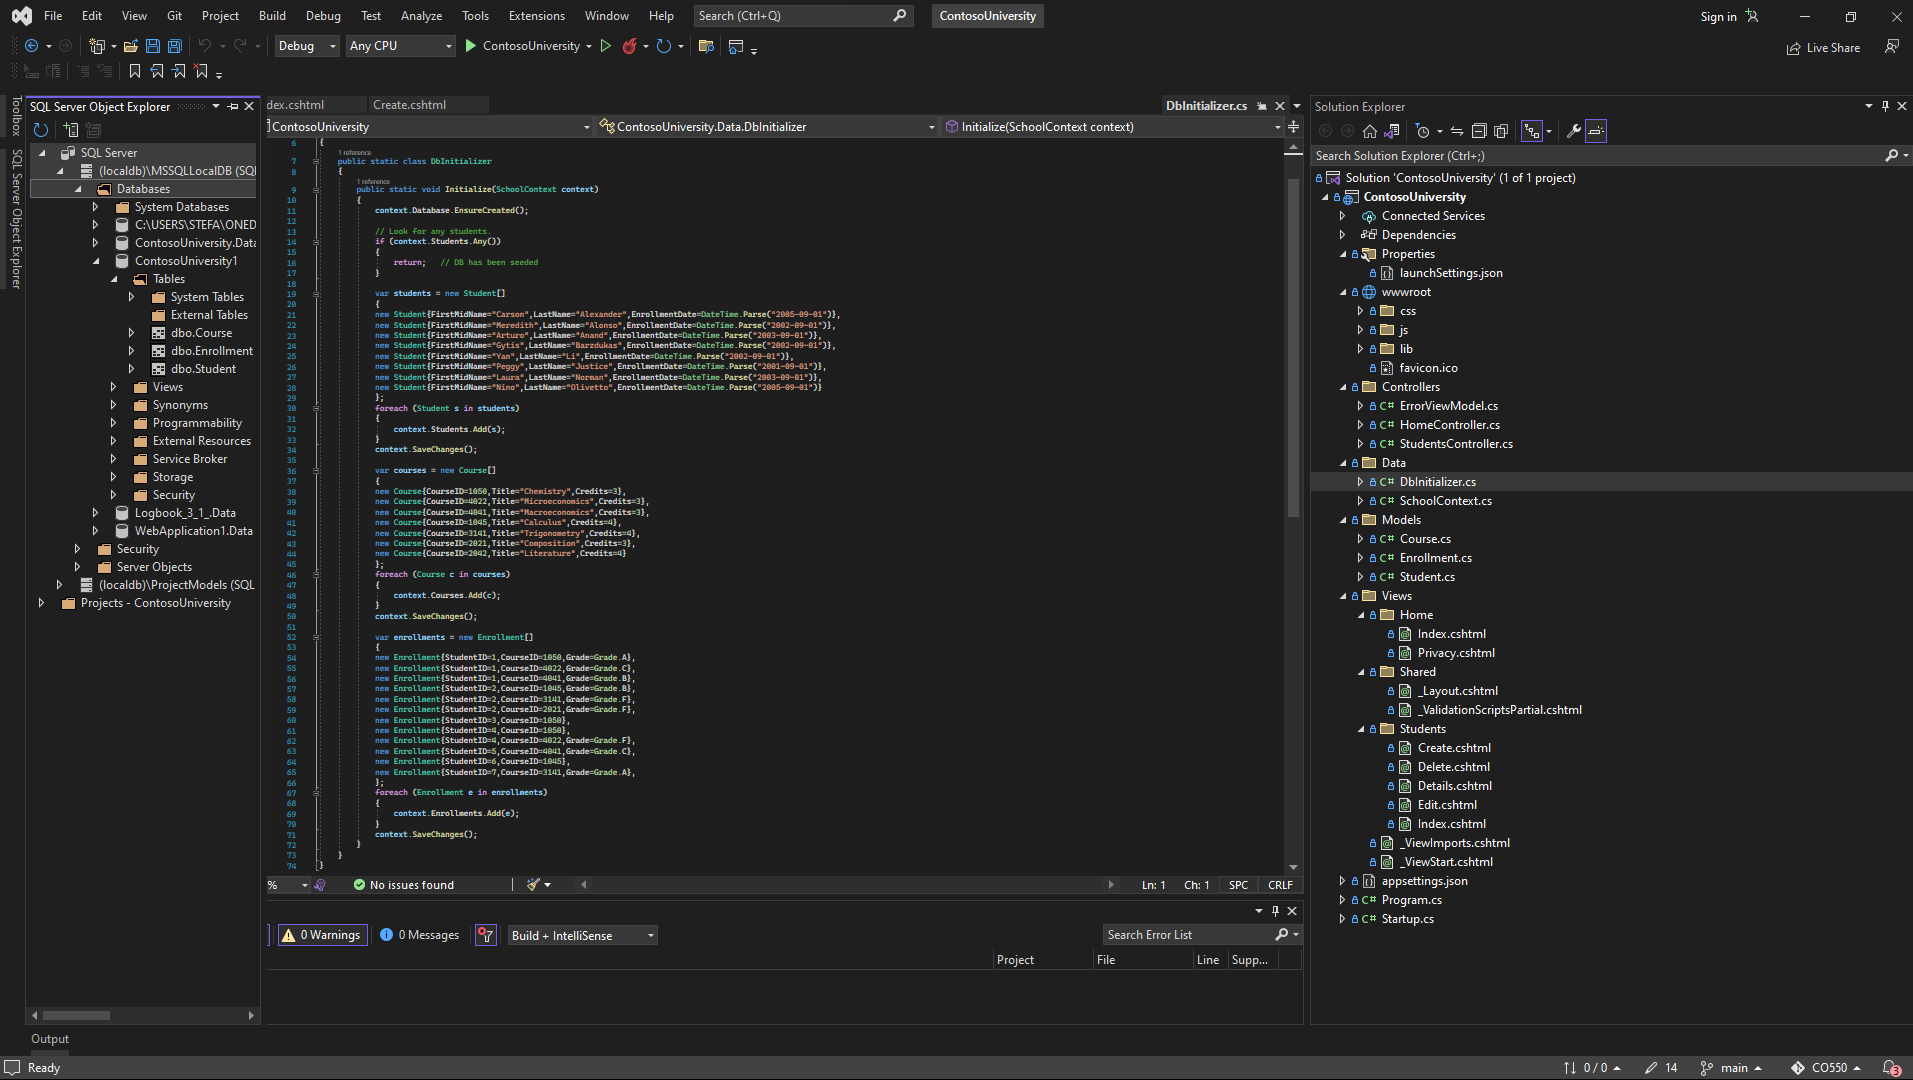 File Edit View Git Project Build Debug Test Analyze Tools Extensions Window Help Search (Ctrl+Q) ContosoUniversity Sign in
Debug Any CPU ContosoUniversity Live Share
Toolbox
SQL Server Object Explorer
SQL Server Object Explorer
SQL Server
(localdb)\MSSQLLocalDB (SQL
Databases
System Databases
C:\USERS\STEFA\ONED
ContosoUniversity.Data
ContosoUniversity1
Tables
System Tables
External Tables
dbo.Course
dbo.Enrollment
dbo.Student
Views
Synonyms
Programmability
External Resources
Service Broker
Storage
Security
Logbook_3_1_.Data
WebApplication1.Data
Security
Server Objects
(localdb)\ProjectModels (SQL
Projects - ContosoUniversity
dex.cshtml Create.cshtml DbInitializer.cs
ContosoUniversity ContosoUniversity.Data.DbInitializer Initialize(SchoolContext context)
6 {
1 reference
7 public static class DbInitializer
8 {
1 reference
9 public static void Initialize(SchoolContext context)
10 {
11 context.Database.EnsureCreated();
12
13 // Look for any students.
14 if (context.Students.Any())
15 {
16 return; // DB has been seeded
17 }
18
19 var students = new Student[]
20 {
21 new Student{FirstMidName="Carson",LastName="Alexander",EnrollmentDate=DateTime.Parse("2005-09-01")},
22 new Student{FirstMidName="Meredith",LastName="Alonso",EnrollmentDate=DateTime.Parse("2002-09-01")},
23 new Student{FirstMidName="Arturo",LastName="Anand",EnrollmentDate=DateTime.Parse("2003-09-01")},
24 new Student{FirstMidName="Gytis",LastName="Barzdukas",EnrollmentDate=DateTime.Parse("2002-09-01")},
25 new Student{FirstMidName="Yan",LastName="Li",EnrollmentDate=DateTime.Parse("2002-09-01")},
26 new Student{FirstMidName="Peggy",LastName="Justice",EnrollmentDate=DateTime.Parse("2001-09-01")},
27 new Student{FirstMidName="Laura",LastName="Norman",EnrollmentDate=DateTime.Parse("2003-09-01")},
28 new Student{FirstMidName="Nino",LastName="Olivetto",EnrollmentDate=DateTime.Parse("2005-09-01")}
29 };
30 foreach (Student s in students)
31 {
32 context.Students.Add(s);
33 }
34 context.SaveChanges();
35
36 var courses = new Course[]
37 {
38 new Course{CourseID=1050,Title="Chemistry",Credits=3},
39 new Course{CourseID=4022,Title="Microeconomics",Credits=3},
40 new Course{CourseID=4041,Title="Macroeconomics",Credits=3},
41 new Course{CourseID=1045,Title="Calculus",Credits=4},
42 new Course{CourseID=3141,Title="Trigonometry",Credits=4},
43 new Course{CourseID=2021,Title="Composition",Credits=3},
44 new Course{CourseID=2042,Title="Literature",Credits=4}
45 };
46 foreach (Course c in courses)
47 {
48 context.Courses.Add(c);
49 }
50 context.SaveChanges();
51
52 var enrollments = new Enrollment[]
53 {
54 new Enrollment{StudentID=1,CourseID=1050,Grade=Grade.A},
55 new Enrollment{StudentID=1,CourseID=4022,Grade=Grade.C},
56 new Enrollment{StudentID=1,CourseID=4041,Grade=Grade.B},
57 new Enrollment{StudentID=2,CourseID=1045,Grade=Grade.B},
58 new Enrollment{StudentID=2,CourseID=3141,Grade=Grade.F},
59 new Enrollment{StudentID=2,CourseID=2021,Grade=Grade.F},
60 new Enrollment{StudentID=3,CourseID=1050},
61 new Enrollment{StudentID=4,CourseID=1050},
62 new Enrollment{StudentID=4,CourseID=4022,Grade=Grade.F},
63 new Enrollment{StudentID=5,CourseID=4041,Grade=Grade.C},
64 new Enrollment{StudentID=6,CourseID=1045},
65 new Enrollment{StudentID=7,CourseID=3141,Grade=Grade.A},
66 };
67 foreach (Enrollment e in enrollments)
68 {
69 context.Enrollments.Add(e);
70 }
71 context.SaveChanges();
72 }
73 }
74 }
% No issues found Ln: 1 Ch: 1 SPC CRLF
0 Warnings 0 Messages Build + IntelliSense Search Error List
Project File Line Supp...
Solution Explorer
Search Solution Explorer (Ctrl+;)
Solution 'ContosoUniversity' (1 of 1 project)
ContosoUniversity
Connected Services
Dependencies
Properties
launchSettings.json
wwwroot
css
js
lib
favicon.ico
Controllers
C# ErrorViewModel.cs
C# HomeController.cs
C# StudentsController.cs
Data
C# DbInitializer.cs
C# SchoolContext.cs
Models
C# Course.cs
C# Enrollment.cs
C# Student.cs
Views
Home
Index.cshtml
Privacy.cshtml
Shared
_Layout.cshtml
_ValidationScriptsPartial.cshtml
Students
Create.cshtml
Delete.cshtml
Details.cshtml
Edit.cshtml
Index.cshtml
_ViewImports.cshtml
_ViewStart.cshtml
appsettings.json
C# Program.cs
C# Startup.cs
Output
Ready 0 / 0 14 main CO550 3